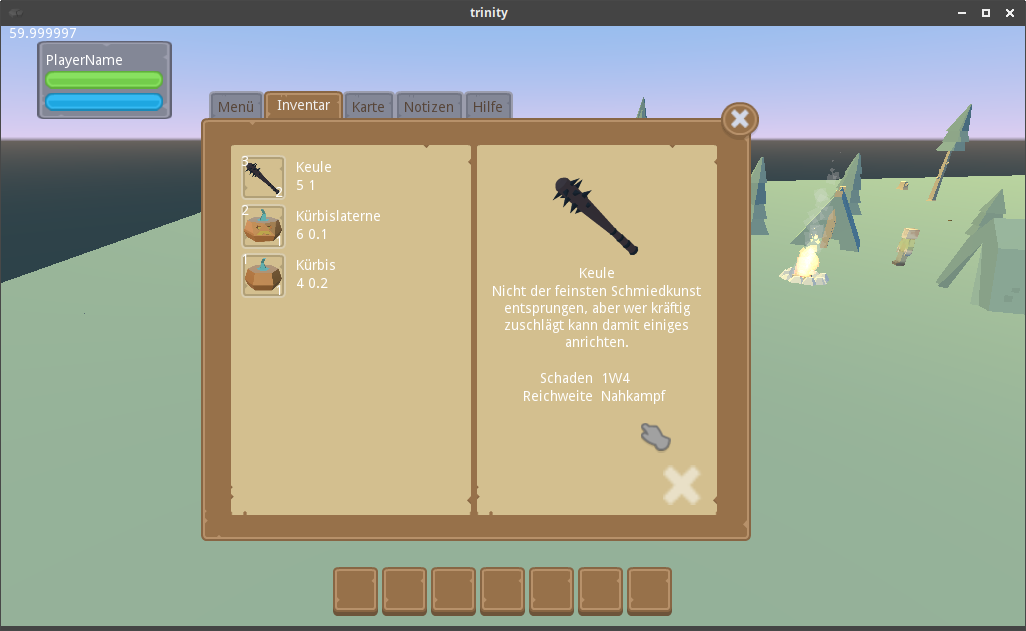 trinity
59.999997
PlayerName
Menü Inventar Karte Notizen Hilfe
3
2
Keule
5 1
2
1
Kürbislaterne
6 0.1
1
1
Kürbis
4 0.2
Keule
Nicht der feinsten Schmiedkunst
entsprungen, aber wer kräftig
zuschlägt kann damit einiges
anrichten.
Schaden 1W4
Reichweite Nahkampf